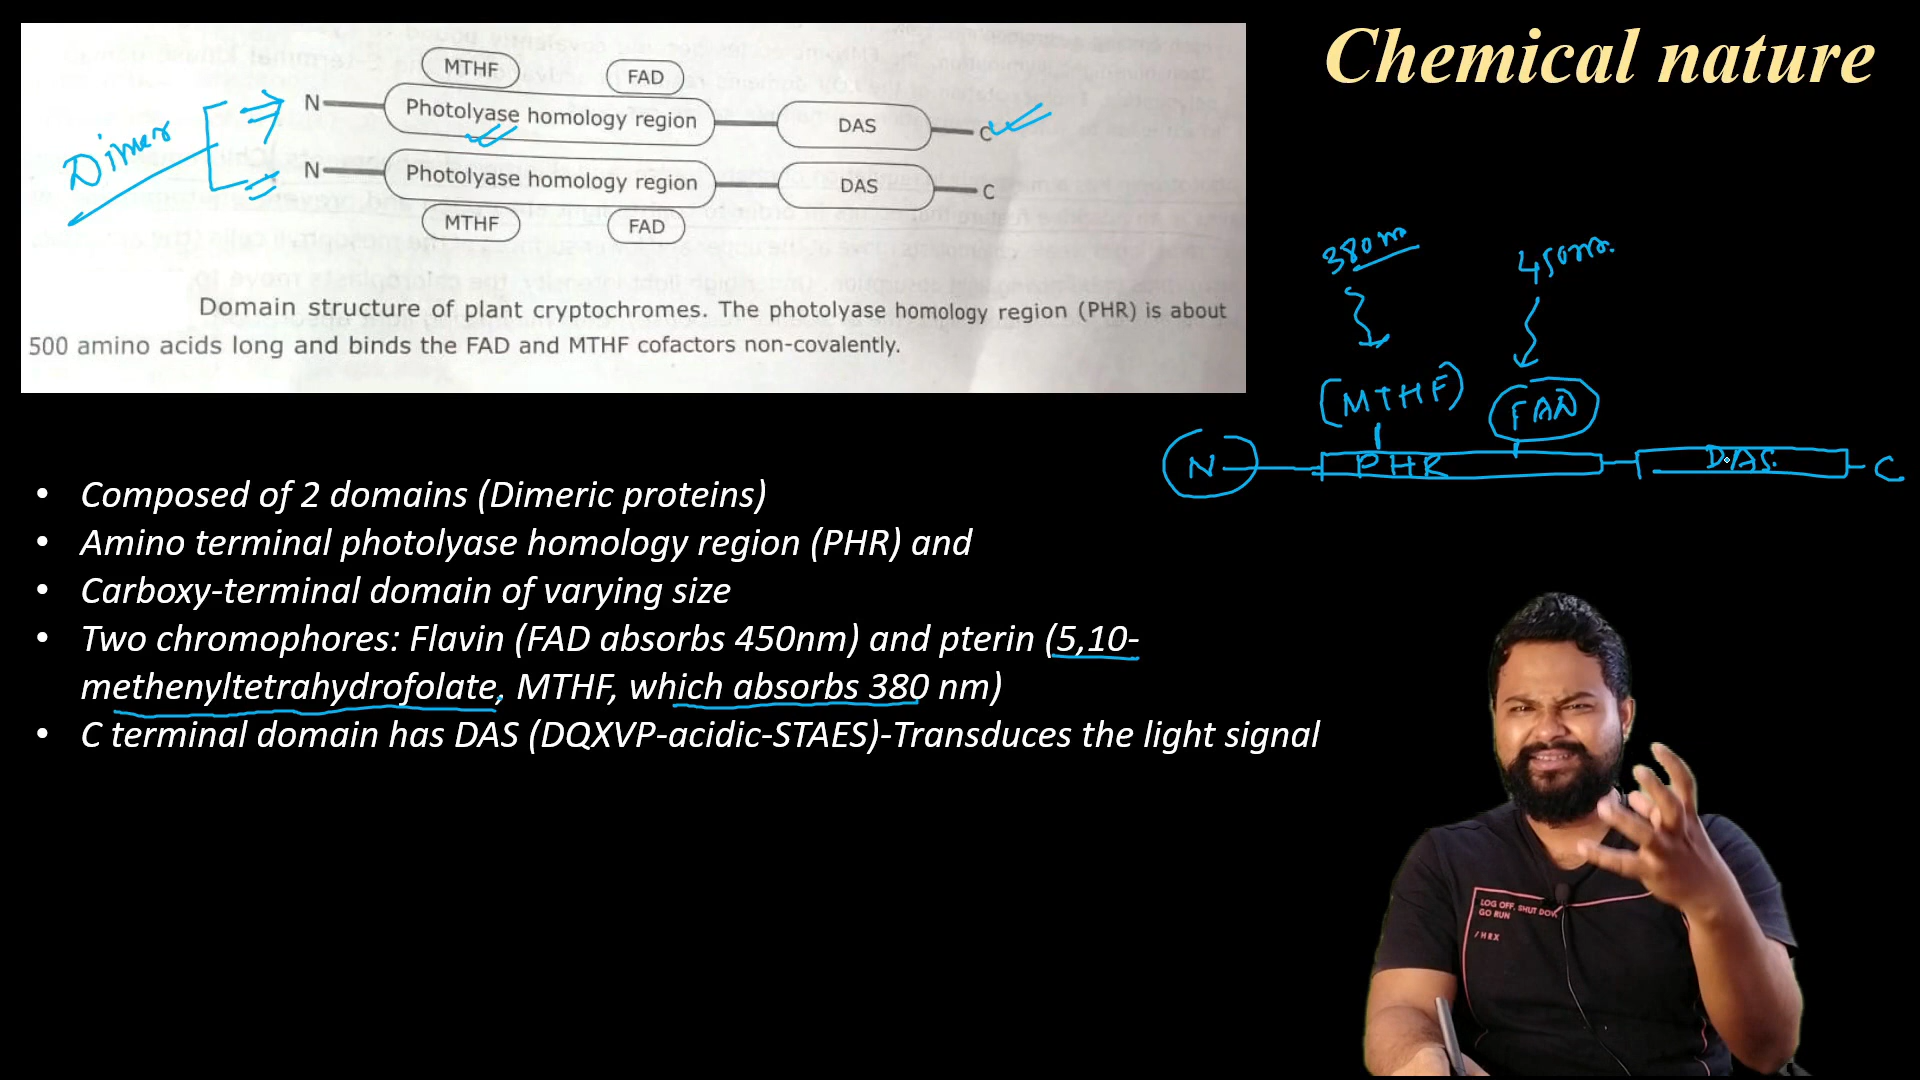 Chemical nature
MTHF FAD
N Photolyase homology region DAS C
Dimer
N Photolyase homology region DAS C
MTHF FAD
Domain structure of plant cryptochromes. The photolyase homology region (PHR) is about
500 amino acids long and binds the FAD and MTHF cofactors non-covalently.
380nm 450nm.
(MTHF) FAD
N PHR DAS. C
• Composed of 2 domains (Dimeric proteins)
• Amino terminal photolyase homology region (PHR) and
• Carboxy-terminal domain of varying size
• Two chromophores: Flavin (FAD absorbs 450nm) and pterin (5,10-
methenyltetrahydrofolate, MTHF, which absorbs 380 nm)
• C terminal domain has DAS (DQXVP-acidic-STAES)-Transduces the light signal
LOG OFF. SHUT DOWN
GO RUN
/HRX